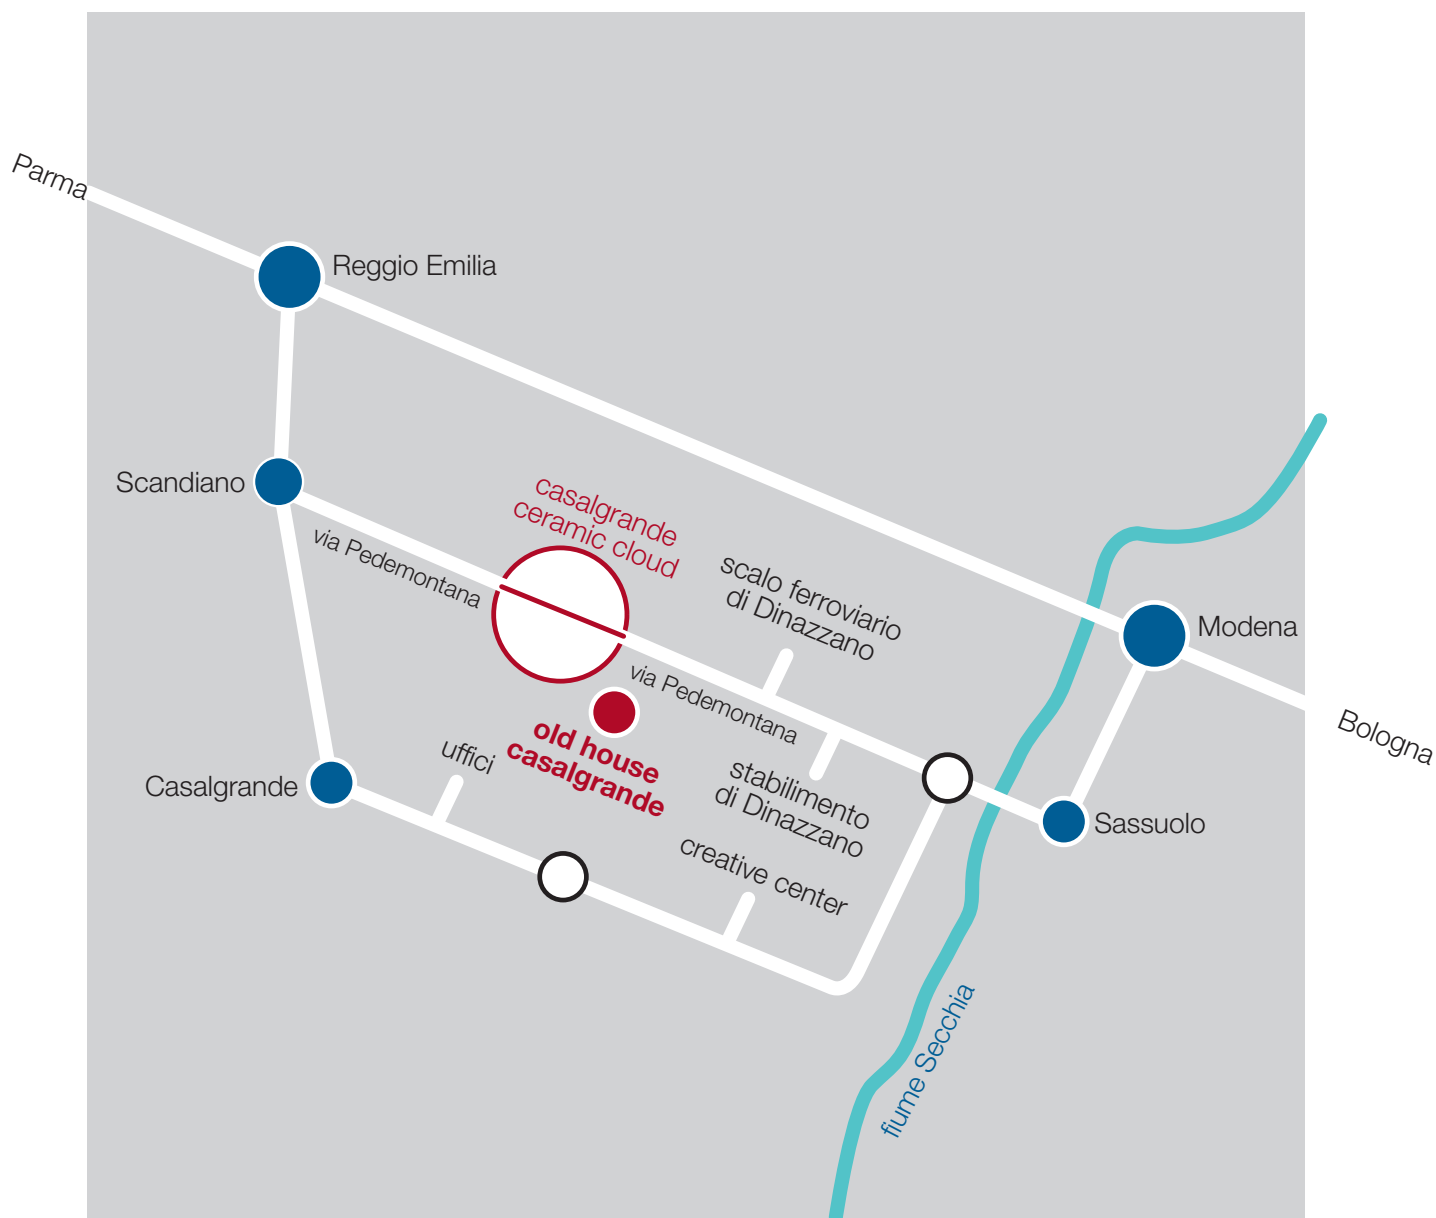 Parma
Reggio Emilia
Scandiano
via Pedemontana
casalgrande
ceramic cloud
scalo ferroviario
di Dinazzano
Modena
via Pedemontana
Bologna
old house
casalgrande
uffici
stabilimento
di Dinazzano
Casalgrande
Sassuolo
creative center
fiume Secchia